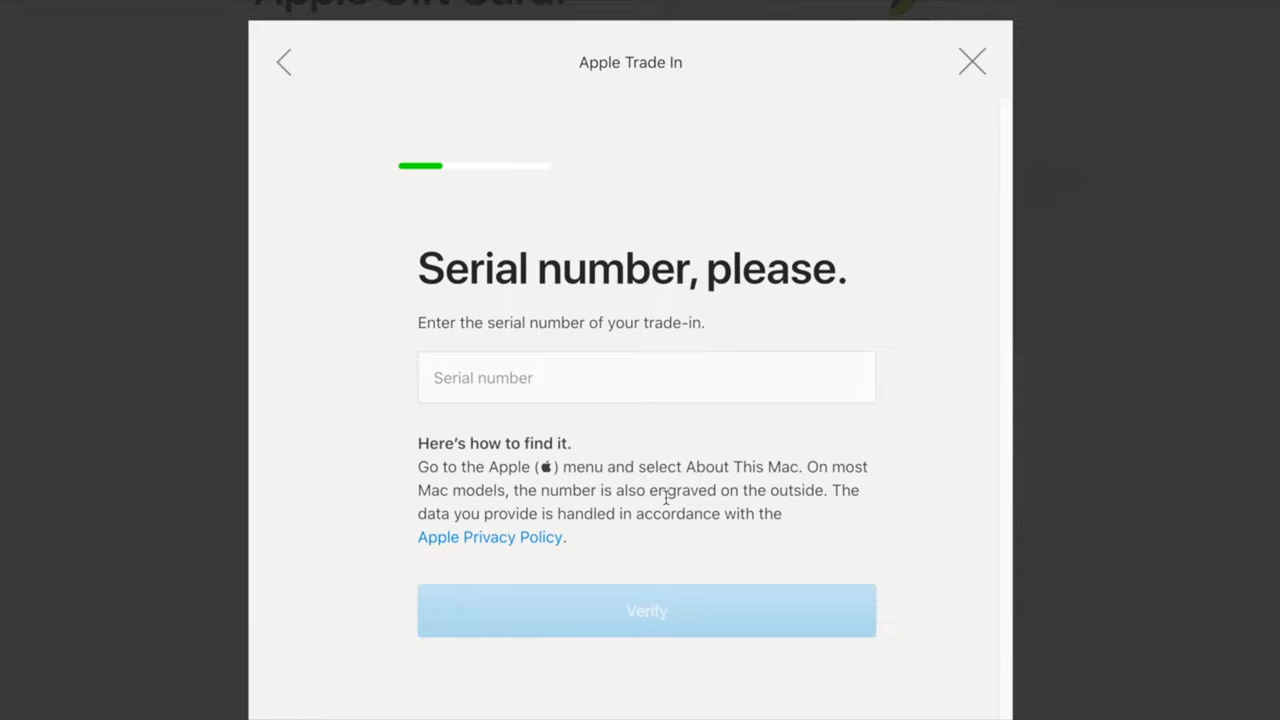 Apple Gift Card.
Apple Trade In
Serial number, please.
Enter the serial number of your trade-in.
Serial number
Here's how to find it.
Go to the Apple () menu and select About This Mac. On most
Mac models, the number is also engraved on the outside. The
data you provide is handled in accordance with the
Apple Privacy Policy.
Verify